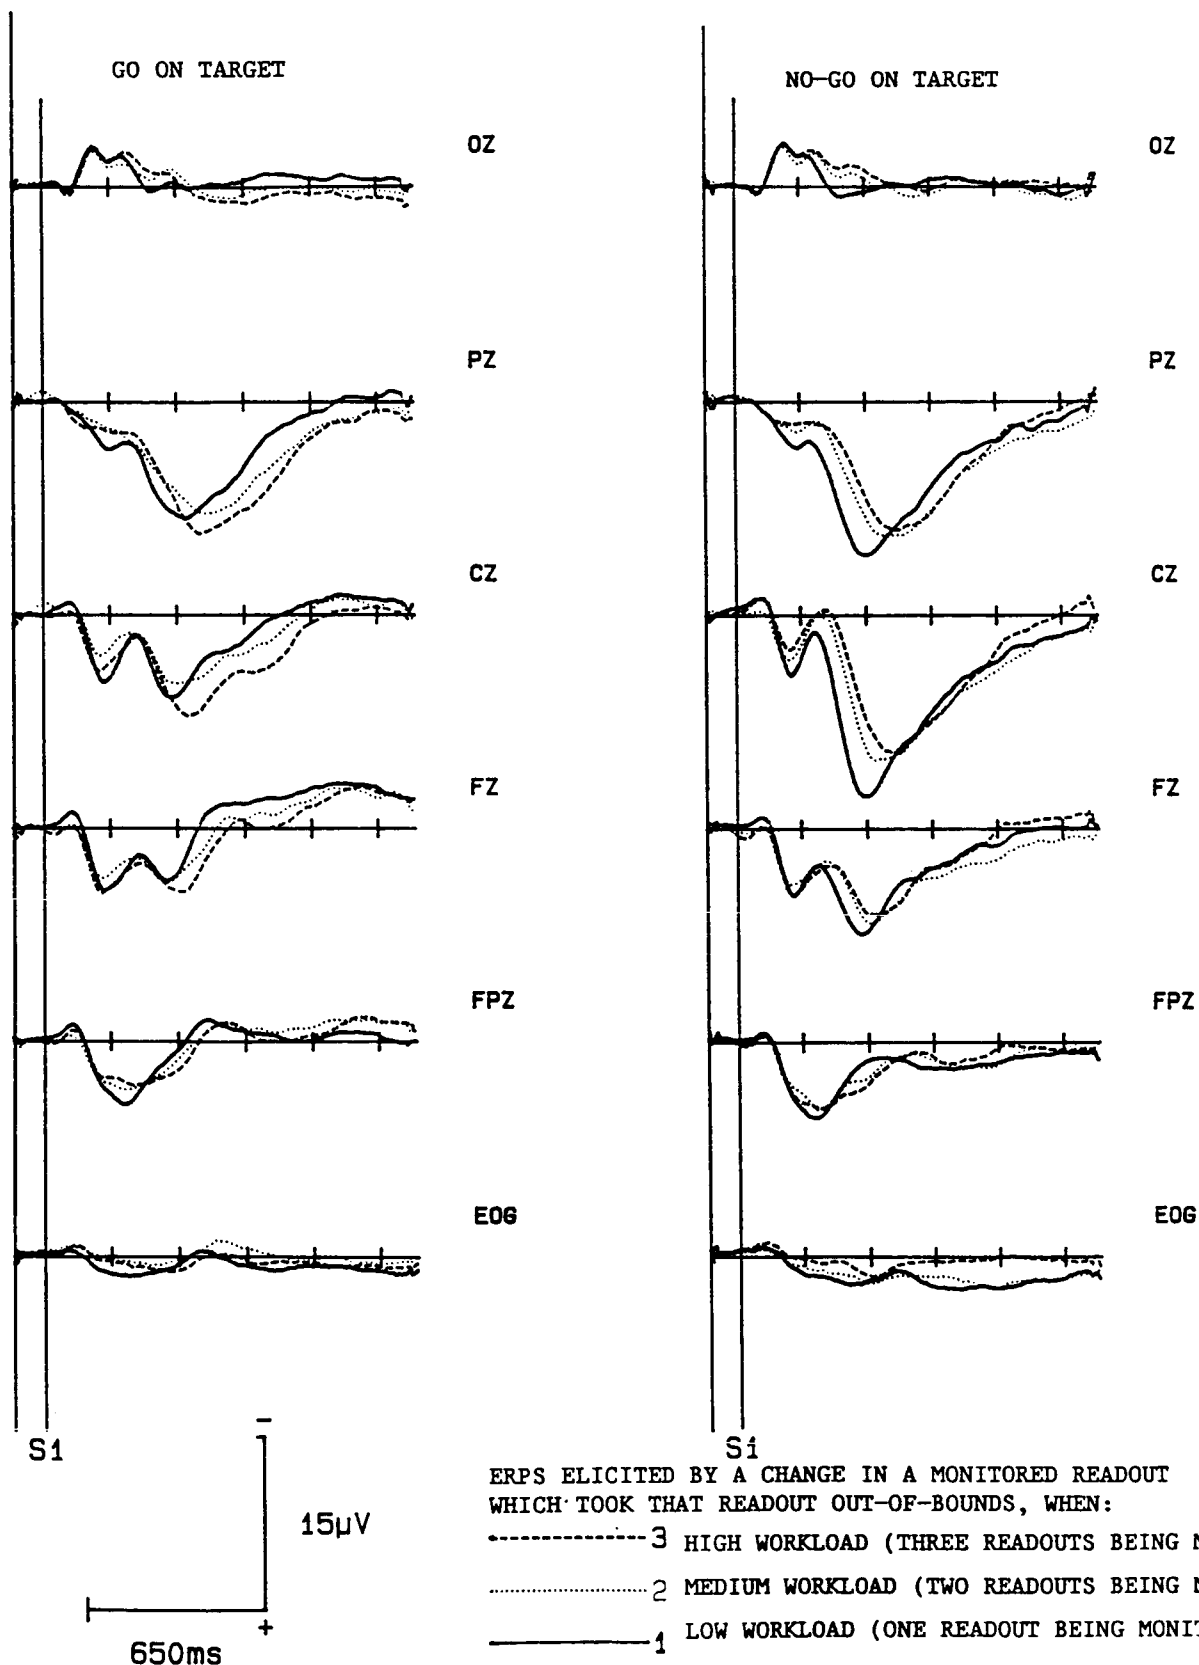 GO ON TARGET
OZ
PZ
CZ
FZ
FPZ
EOG
S1
NO-GO ON TARGET
OZ
PZ
CZ
FZ
FPZ
EOG
S1
−
15μV
+
650ms
ERPS ELICITED BY A CHANGE IN A MONITORED READOUT
WHICH TOOK THAT READOUT OUT-OF-BOUNDS, WHEN:
3 HIGH WORKLOAD (THREE READOUTS BEING
2 MEDIUM WORKLOAD (TWO READOUTS BEING
1 LOW WORKLOAD (ONE READOUT BEING MONIT